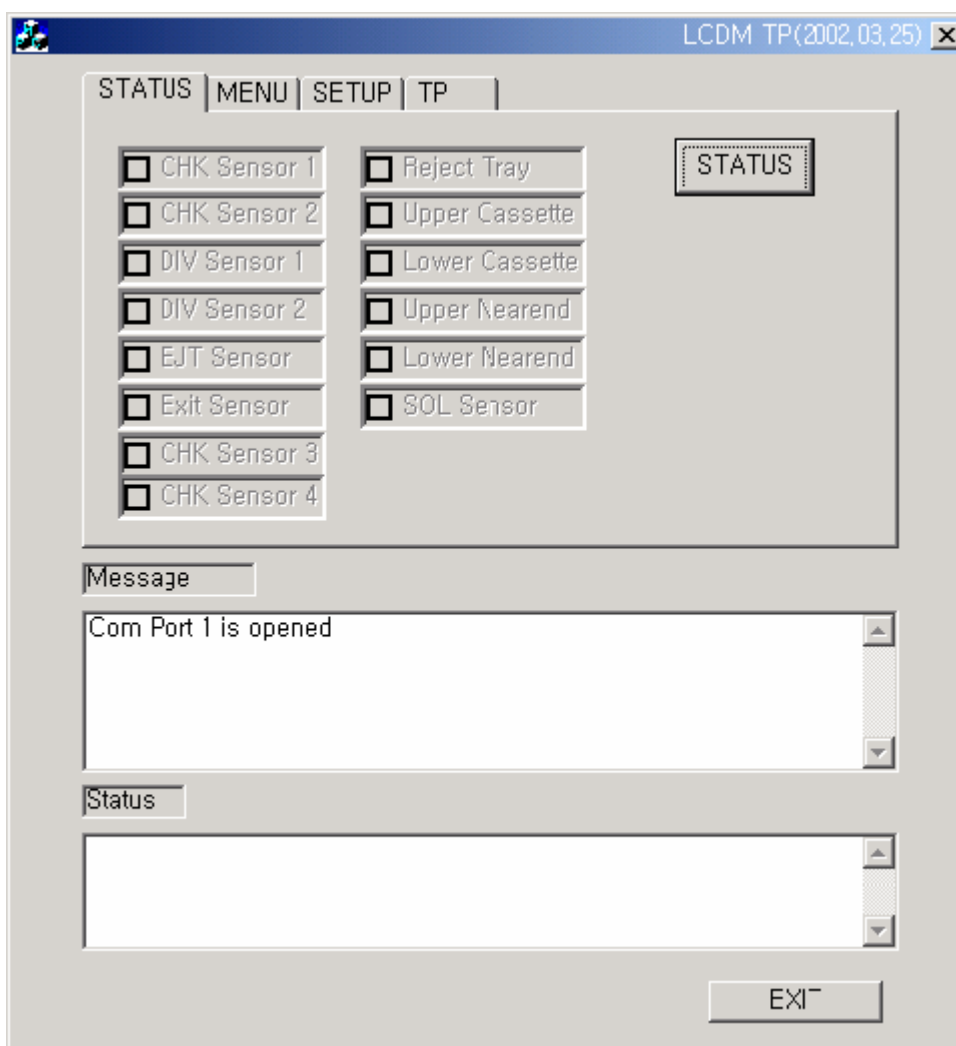 LCDM TP(2002,03,25)
STATUS MENU SETUP TP
CHK Sensor 1
CHK Sensor 2
DIV Sensor 1
DIV Sensor 2
EJT Sensor
Exit Sensor
CHK Sensor 3
CHK Sensor 4
Reject Tray
Upper Cassette
Lower Cassette
Upper Nearend
Lower Nearend
SOL Sensor
STATUS
Message
Com Port 1 is opened
Status
EXIT